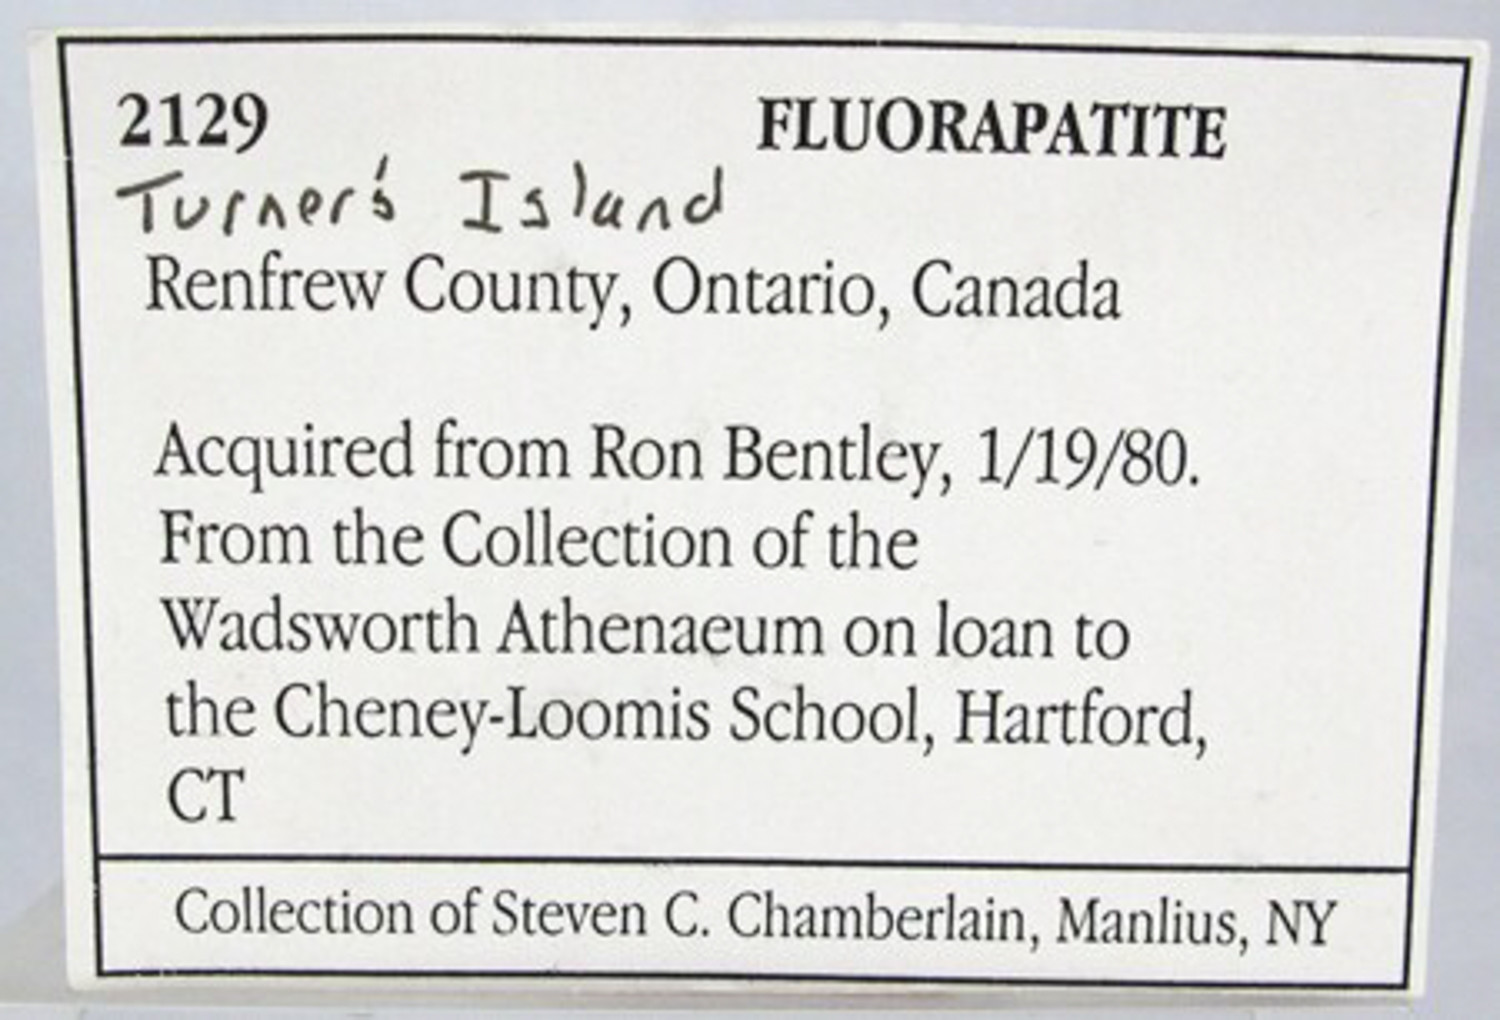 2129 FLUORAPATITE
Turner's Island
Renfrew County, Ontario, Canada
Acquired from Ron Bentley, 1/19/80.
From the Collection of the
Wadsworth Athenaeum on loan to
the Cheney-Loomis School, Hartford,
CT
Collection of Steven C. Chamberlain, Manlius, NY